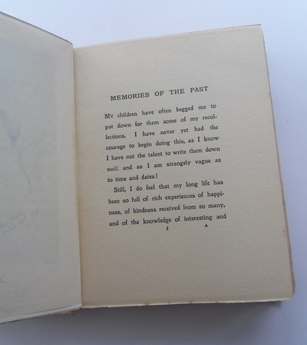 MEMORIES OF THE PAST
MY children have often begged me to
put down for them some of my recol-
lections. I have never yet had the
courage to begin doing this, as I know
I have not the talent to write them down
well, and as I am strangely vague as
to time and dates!
Still, I do feel that my long life has
been so full of rich experiences of happi-
ness, of kindness received from so many,
and of the knowledge of interesting and
1 A